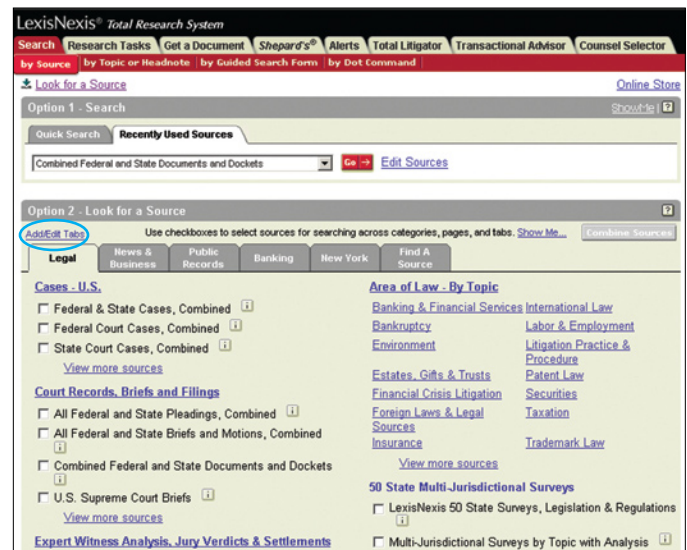 LexisNexis® Total Research System
Search Research Tasks Get a Document Shepard's® Alerts Total Litigator Transactional Advisor Counsel Selector
by Source by Topic or Headnote by Guided Search Form by Dot Command
Look for a Source Online Store
Option 1 - Search ShowMe | ?
Quick Search Recently Used Sources
Combined Federal and State Documents and Dockets Go Edit Sources
Option 2 - Look for a Source ?
Add/Edit Tabs Use checkboxes to select sources for searching across categories, pages, and tabs. Show Me... Combine Sources
Legal News & Business Public Records Banking New York Find A Source
Cases - U.S.
Federal & State Cases, Combined i
Federal Court Cases, Combined i
State Court Cases, Combined i
View more sources
Court Records, Briefs and Filings
All Federal and State Pleadings, Combined i
All Federal and State Briefs and Motions, Combined
i
Combined Federal and State Documents and Dockets
i
U.S. Supreme Court Briefs i
View more sources
Expert Witness Analysis, Jury Verdicts & Settlements
Area of Law - By Topic
Banking & Financial Services International Law
Bankruptcy Labor & Employment
Environment Litigation Practice &
Procedure
Estates, Gifts & Trusts Patent Law
Financial Crisis Litigation Securities
Foreign Laws & Legal Taxation
Sources
Insurance Trademark Law
View more sources
50 State Multi-Jurisdictional Surveys
LexisNexis 50 State Surveys, Legislation & Regulations
i
Multi-Jurisdictional Surveys by Topic with Analysis i